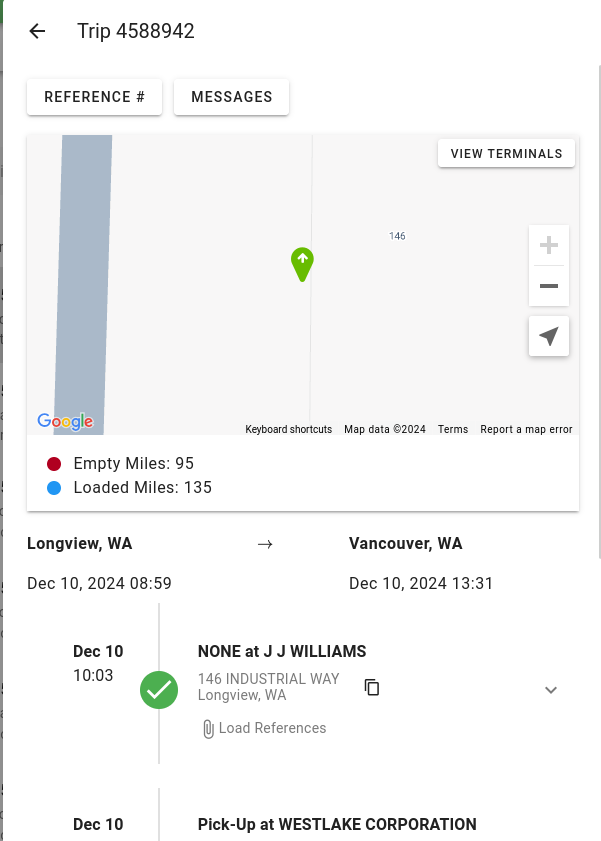 Trip 4588942
REFERENCE #
MESSAGES
VIEW TERMINALS
146
Google
Keyboard shortcuts
Map data ©2024
Terms
Report a map error
Empty Miles: 95
Loaded Miles: 135
Longview, WA → Vancouver, WA
Dec 10, 2024 08:59
Dec 10, 2024 13:31
Dec 10
10:03
NONE at J J WILLIAMS
146 INDUSTRIAL WAY
Longview, WA
Load References
Dec 10
Pick-Up at WESTLAKE CORPORATION